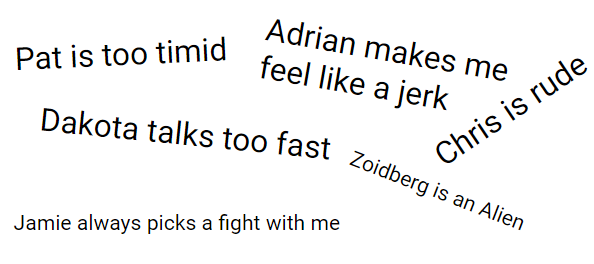 Pat is too timid
Adrian makes me
feel like a jerk
Chris is rude
Dakota talks too fast
Zoidberg is an Alien
Jamie always picks a fight with me